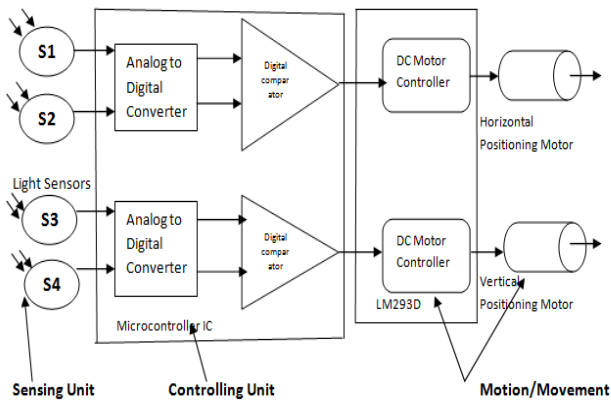 S1
S2
Light Sensors
S3
S4
Analog to
Digital
Converter
Digital
compar
ator
DC Motor
Controller
Horizontal
Positioning Motor
Analog to
Digital
Converter
Digital
compar
ator
DC Motor
Controller
Vertical
Positioning Motor
LM293D
Microcontroller IC
Sensing Unit
Controlling Unit
Motion/Movement